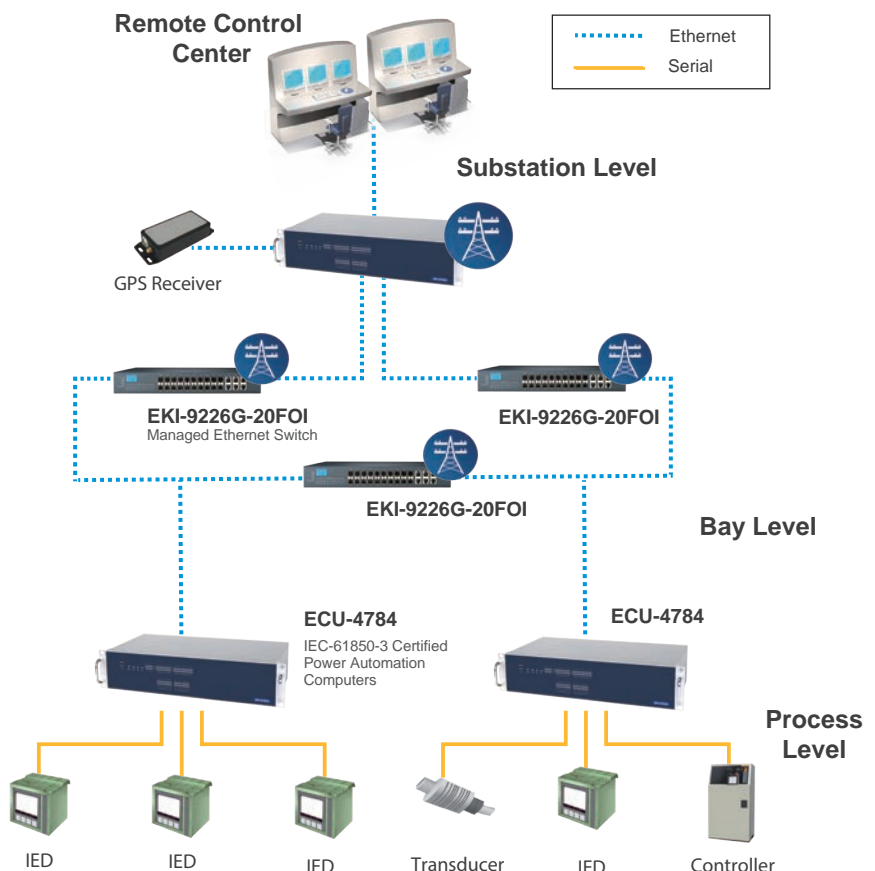 Remote Control
Center
Ethernet
Serial
Substation Level
GPS Receiver
EKI-9226G-20FOI
Managed Ethernet Switch
EKI-9226G-20FOI
EKI-9226G-20FOI
Bay Level
ECU-4784
IEC-61850-3 Certified
Power Automation
Computers
ECU-4784
Process
Level
IED
IED
IED
Transducer
IED
Controller